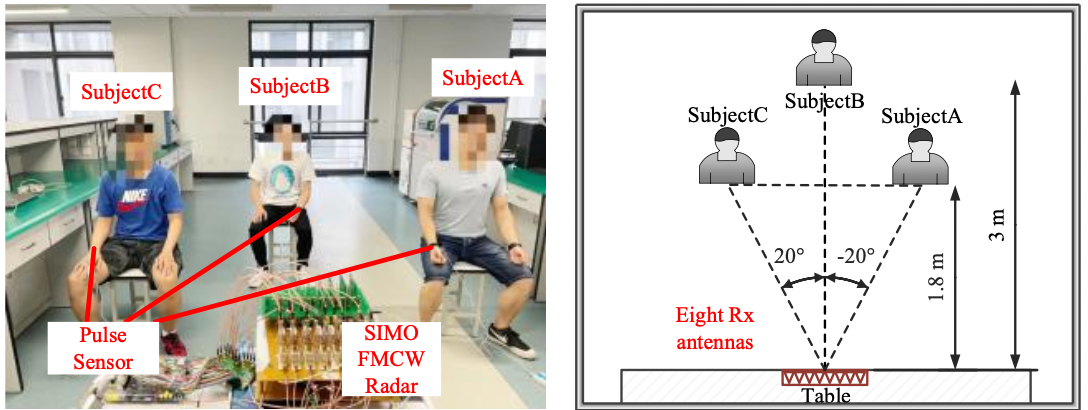 SubjectC
SubjectB
SubjectA
NIKE
Pulse
Sensor
SIMO
FMCW
Radar
SubjectB
SubjectC
SubjectA
20°
-20°
1.8 m
3 m
Eight Rx
antennas
Table